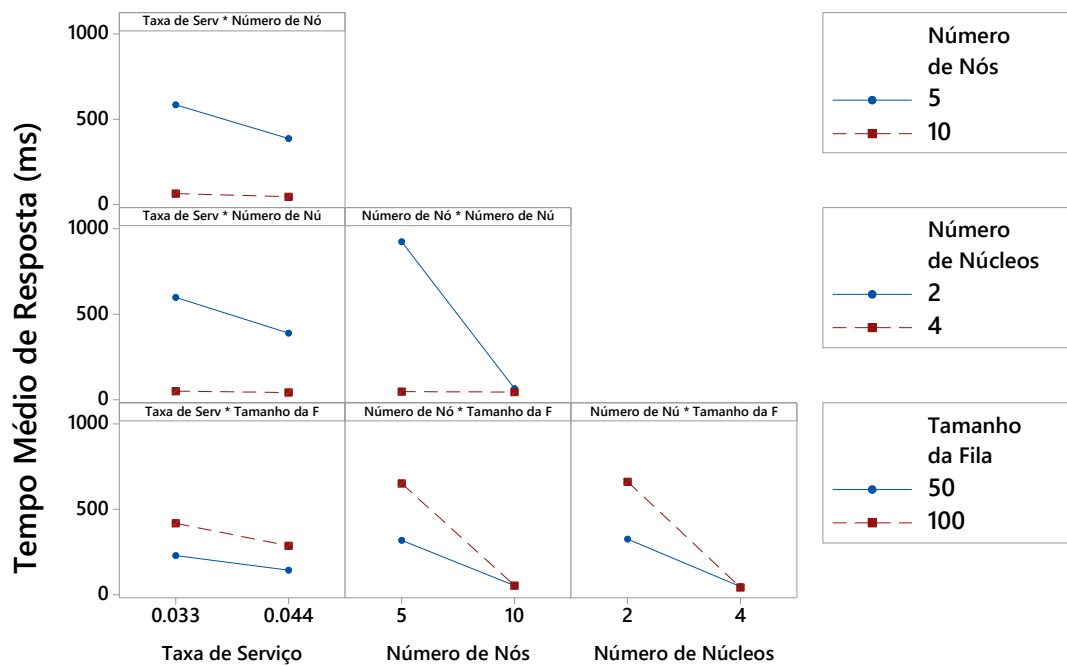 Tempo Médio de Resposta (ms)
Taxa de Serv * Número de Nó
1000
500
0
Taxa de Serv * Número de Nú
Número de Nó * Número de Nú
1000
500
0
Taxa de Serv * Tamanho da F
Número de Nó * Tamanho da F
Número de Nú * Tamanho da F
1000
500
0
0.033
0.044
5
10
2
4
Taxa de Serviço
Número de Nós
Número de Núcleos
Número
de Nós
5
10
Número
de Núcleos
2
4
Tamanho
da Fila
50
100